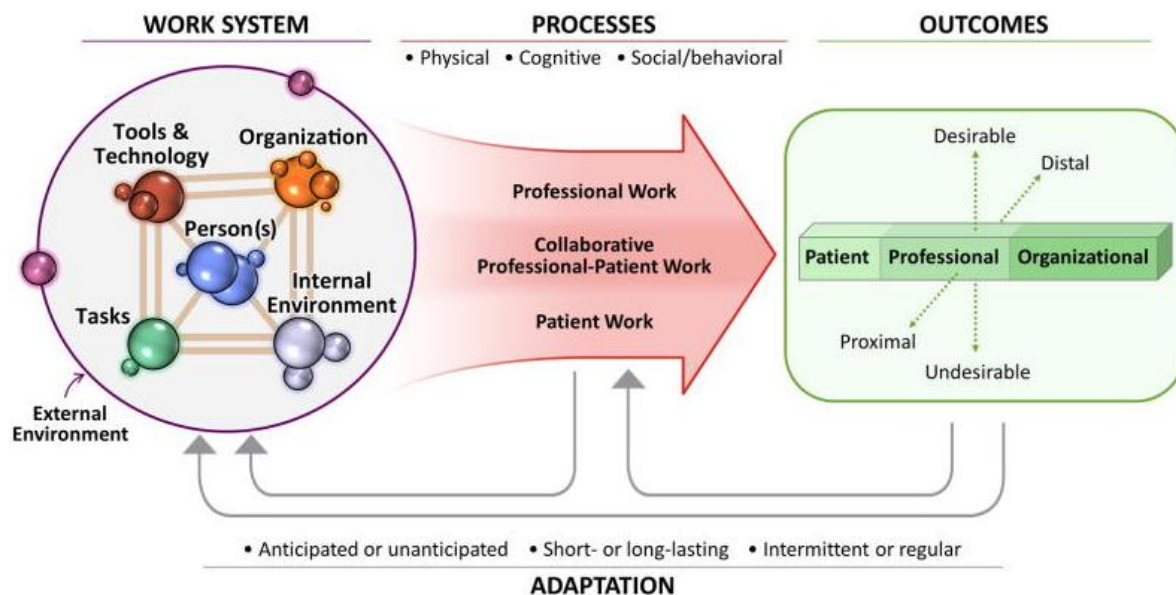 WORK SYSTEM
PROCESSES
OUTCOMES
• Physical • Cognitive • Social/behavioral
Tools &
Technology
Organization
Person(s)
Internal
Environment
Tasks
External
Environment
Professional Work
Collaborative
Professional-Patient Work
Patient Work
Desirable
Distal
Patient Professional Organizational
Proximal
Undesirable
• Anticipated or unanticipated • Short- or long-lasting • Intermittent or regular
ADAPTATION